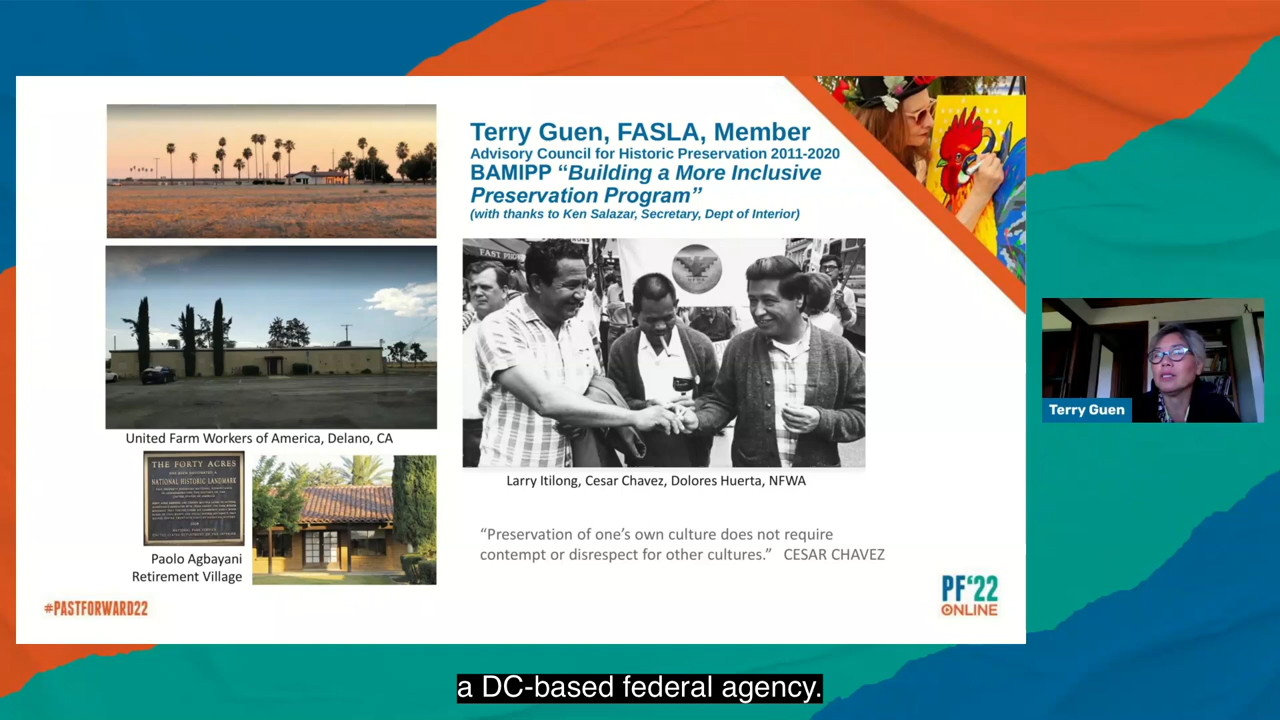 Terry Guen, FASLA, Member
Advisory Council for Historic Preservation 2011-2020
BAMIPP “Building a More Inclusive
Preservation Program”
(with thanks to Ken Salazar, Secretary, Dept of Interior)
United Farm Workers of America, Delano, CA
THE FORTY ACRES
NATIONAL HISTORIC LANDMARK
Paolo Agbayani
Retirement Village
Larry Itilong, Cesar Chavez, Dolores Huerta, NFWA
“Preservation of one’s own culture does not require
contempt or disrespect for other cultures.” CESAR CHAVEZ
#PASTFORWARD22
PF‘22
ONLINE
Terry Guen
a DC-based federal agency.